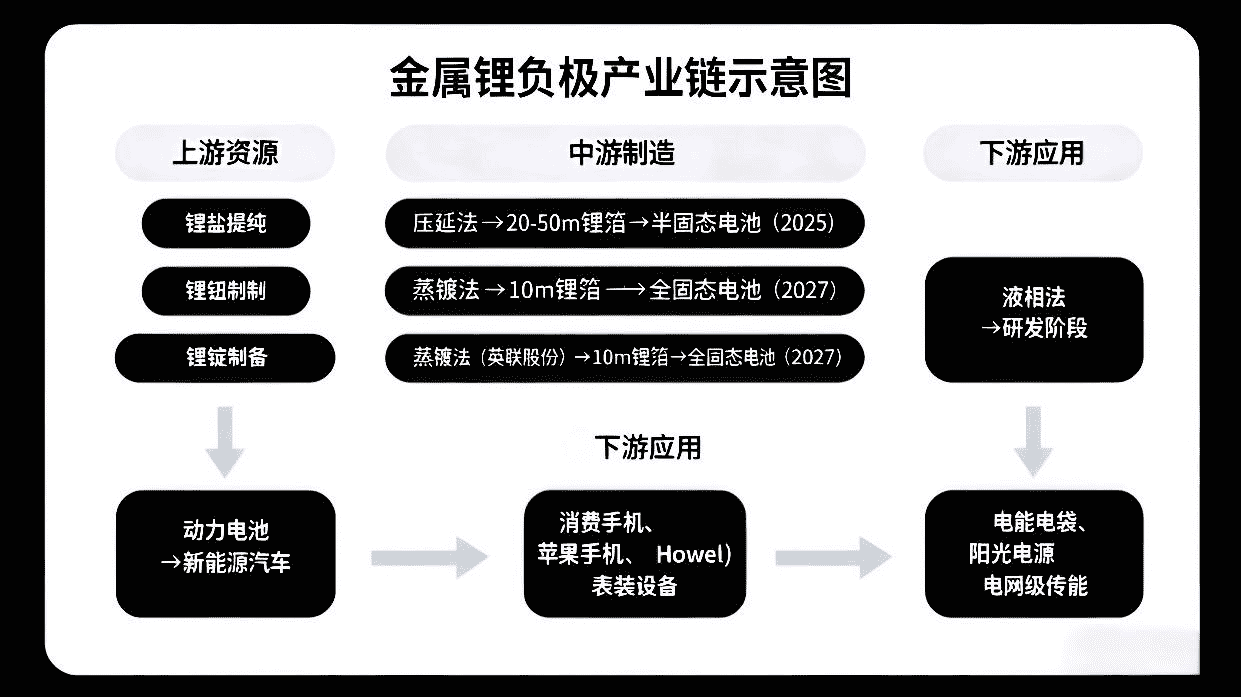 金属锂负极产业链示意图
上游资源
中游制造
下游应用
锂盐提纯
压延法→20-50m锂箔→半固态电池（2025）
锂钮制制
蒸镀法→10m锂箔→全固态电池（2027）
液相法
→研发阶段
锂锭制备
蒸镀法（英联股份）→10m锂箔→全固态电池（2027）
下游应用
动力电池
→新能源汽车
消费手机、
苹果手机、 Howel)
表装设备
电能电袋、
阳光电源
电网级传能